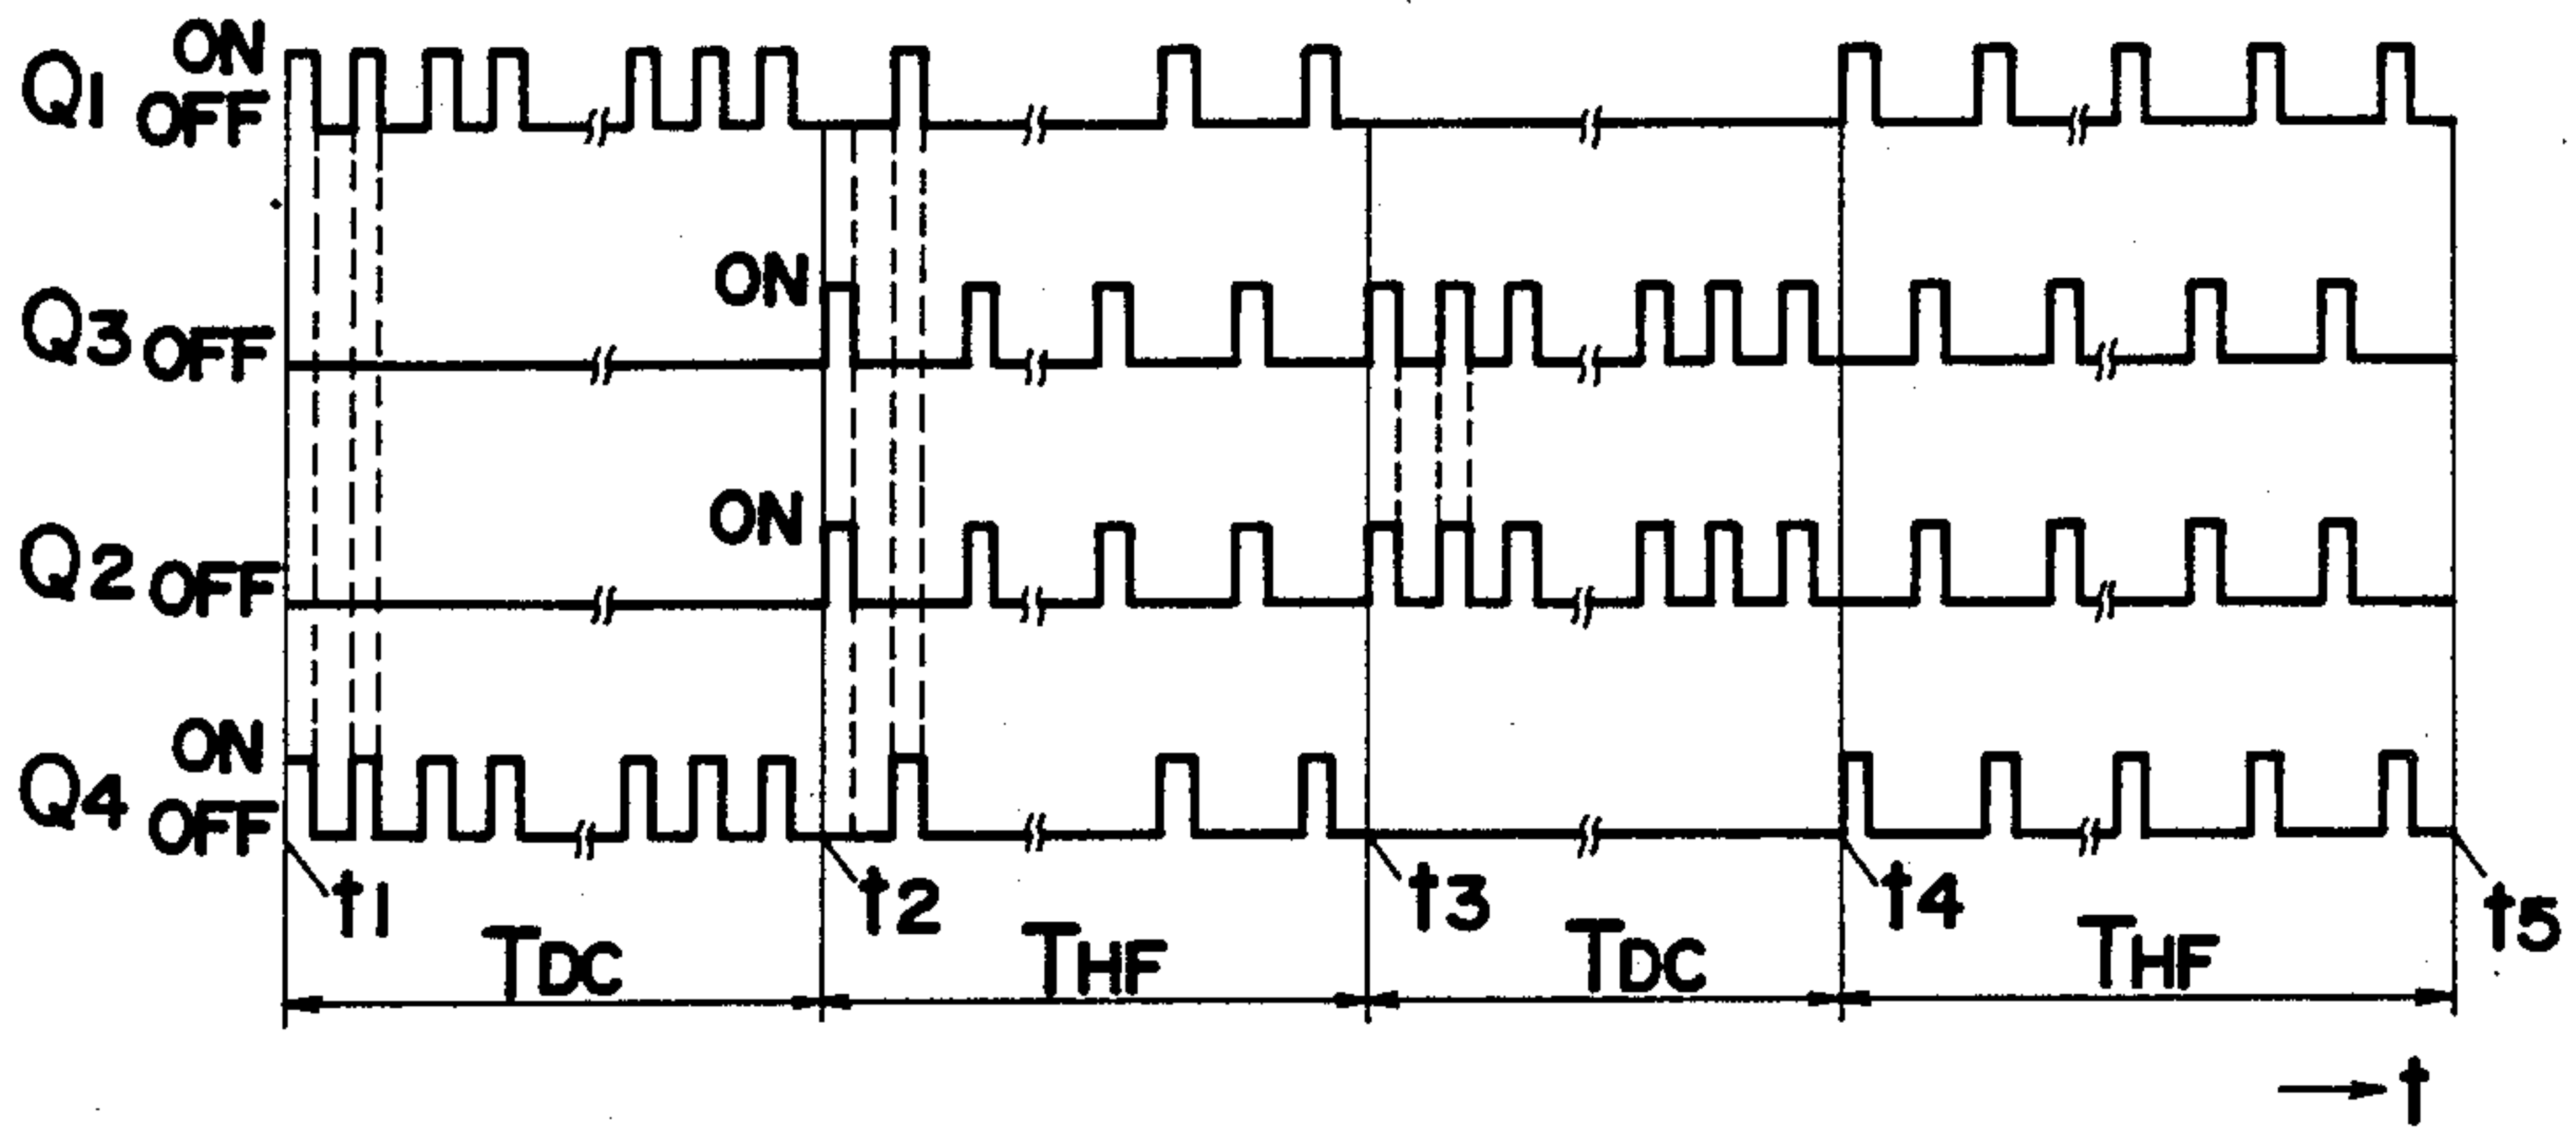 Q1 ON
OFF
Q3 ON
OFF
Q2 ON
OFF
Q4 ON
OFF
t1 t2 t3 t4 t5
TDC THF TDC THF
t